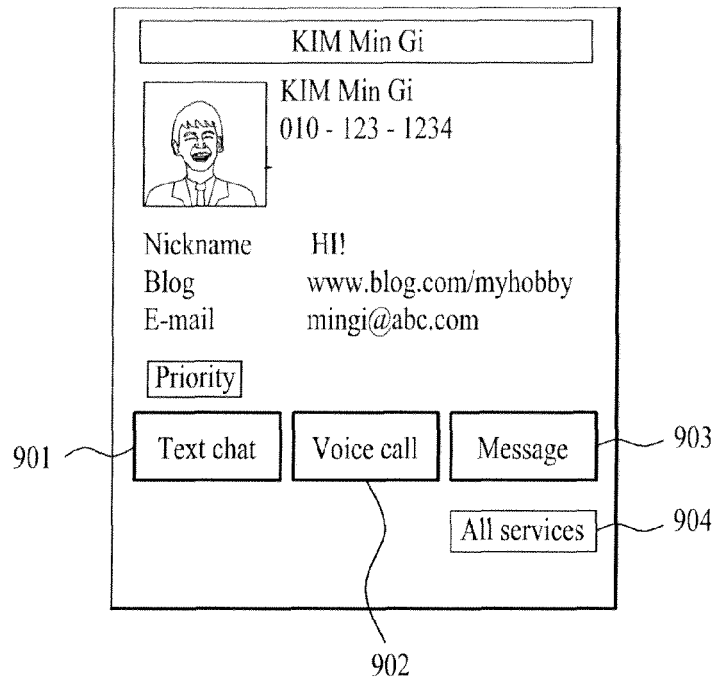 KIM Min Gi
KIM Min Gi
010 - 123 - 1234
Nickname HI!
Blog www.blog.com/myhobby
E-mail mingi@abc.com
Priority
901 Text chat Voice call Message 903
All services 904
902